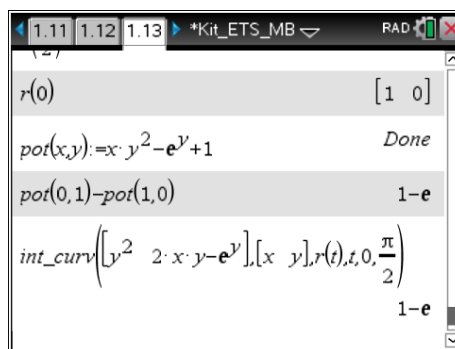 1.11 1.12 1.13 *Kit_ETS_MB RAD
r(0) [1 0]
pot(x,y):=x·y²−e^y+1 Done
pot(0,1)−pot(1,0) 1−e
int_curv([y² 2·x·y−e^y],[x y],r(t),t,0,π/2)
1−e